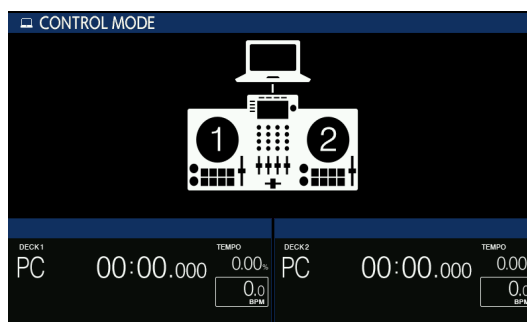 CONTROL MODE
1 2
DECK1 TEMPO DECK2 TEMPO
PC 00:00.000 0.00% PC 00:00.000 0.00
0.0 0.0
BPM BPM